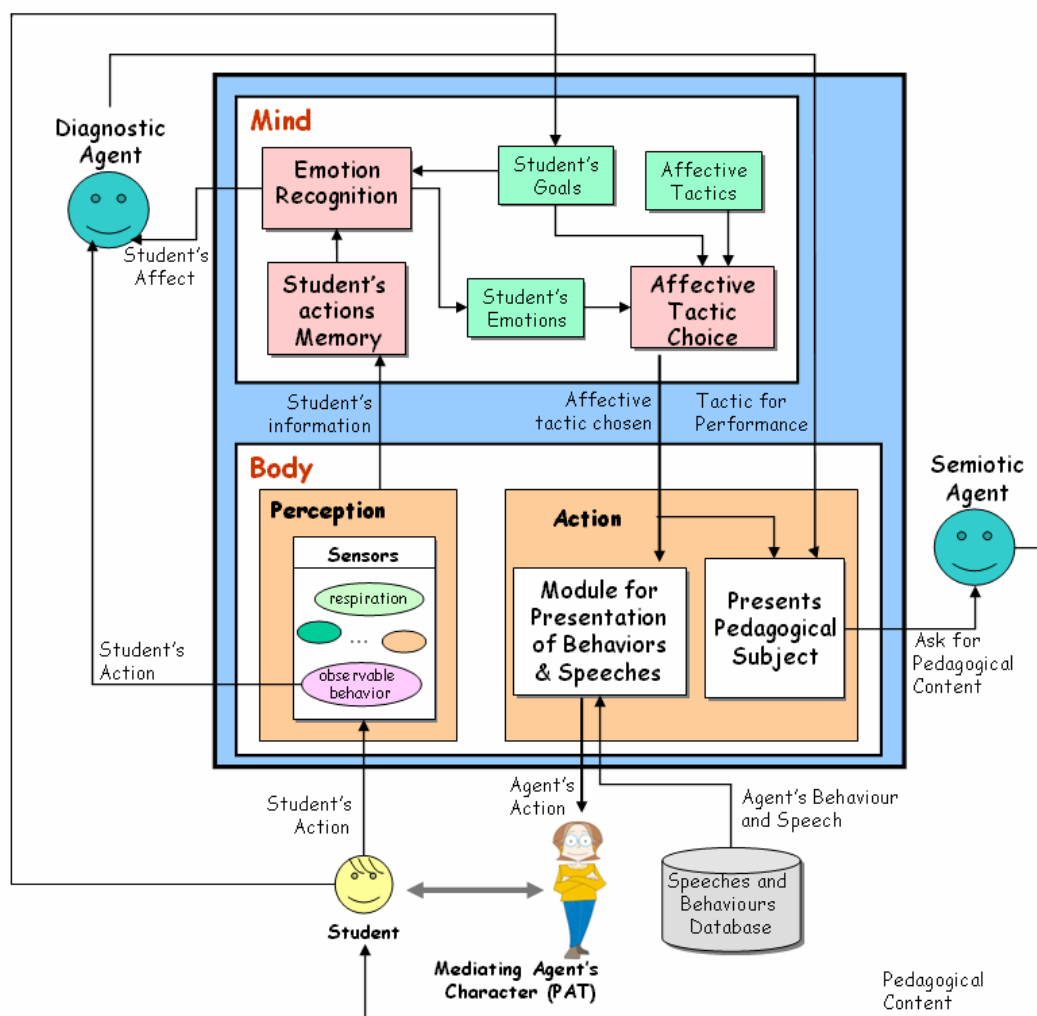 Mind
Diagnostic
Agent
Emotion
Recognition
Student's
Goals
Affective
Tactics
Student's
Affect
Student's
actions
Memory
Student's
Emotions
Affective
Tactic
Choice
Student's
information
Affective
tactic chosen
Tactic for
Performance
Body
Semiotic
Agent
Perception
Action
Sensors
respiration
...
observable
behavior
Module for
Presentation
of Behaviors
& Speeches
Presents
Pedagogical
Subject
Student's
Action
Ask for
Pedagogical
Content
Student's
Action
Agent's
Action
Agent's Behaviour
and Speech
Speeches and
Behaviours
Database
Student
Mediating Agent's
Character (PAT)
Pedagogical
Content